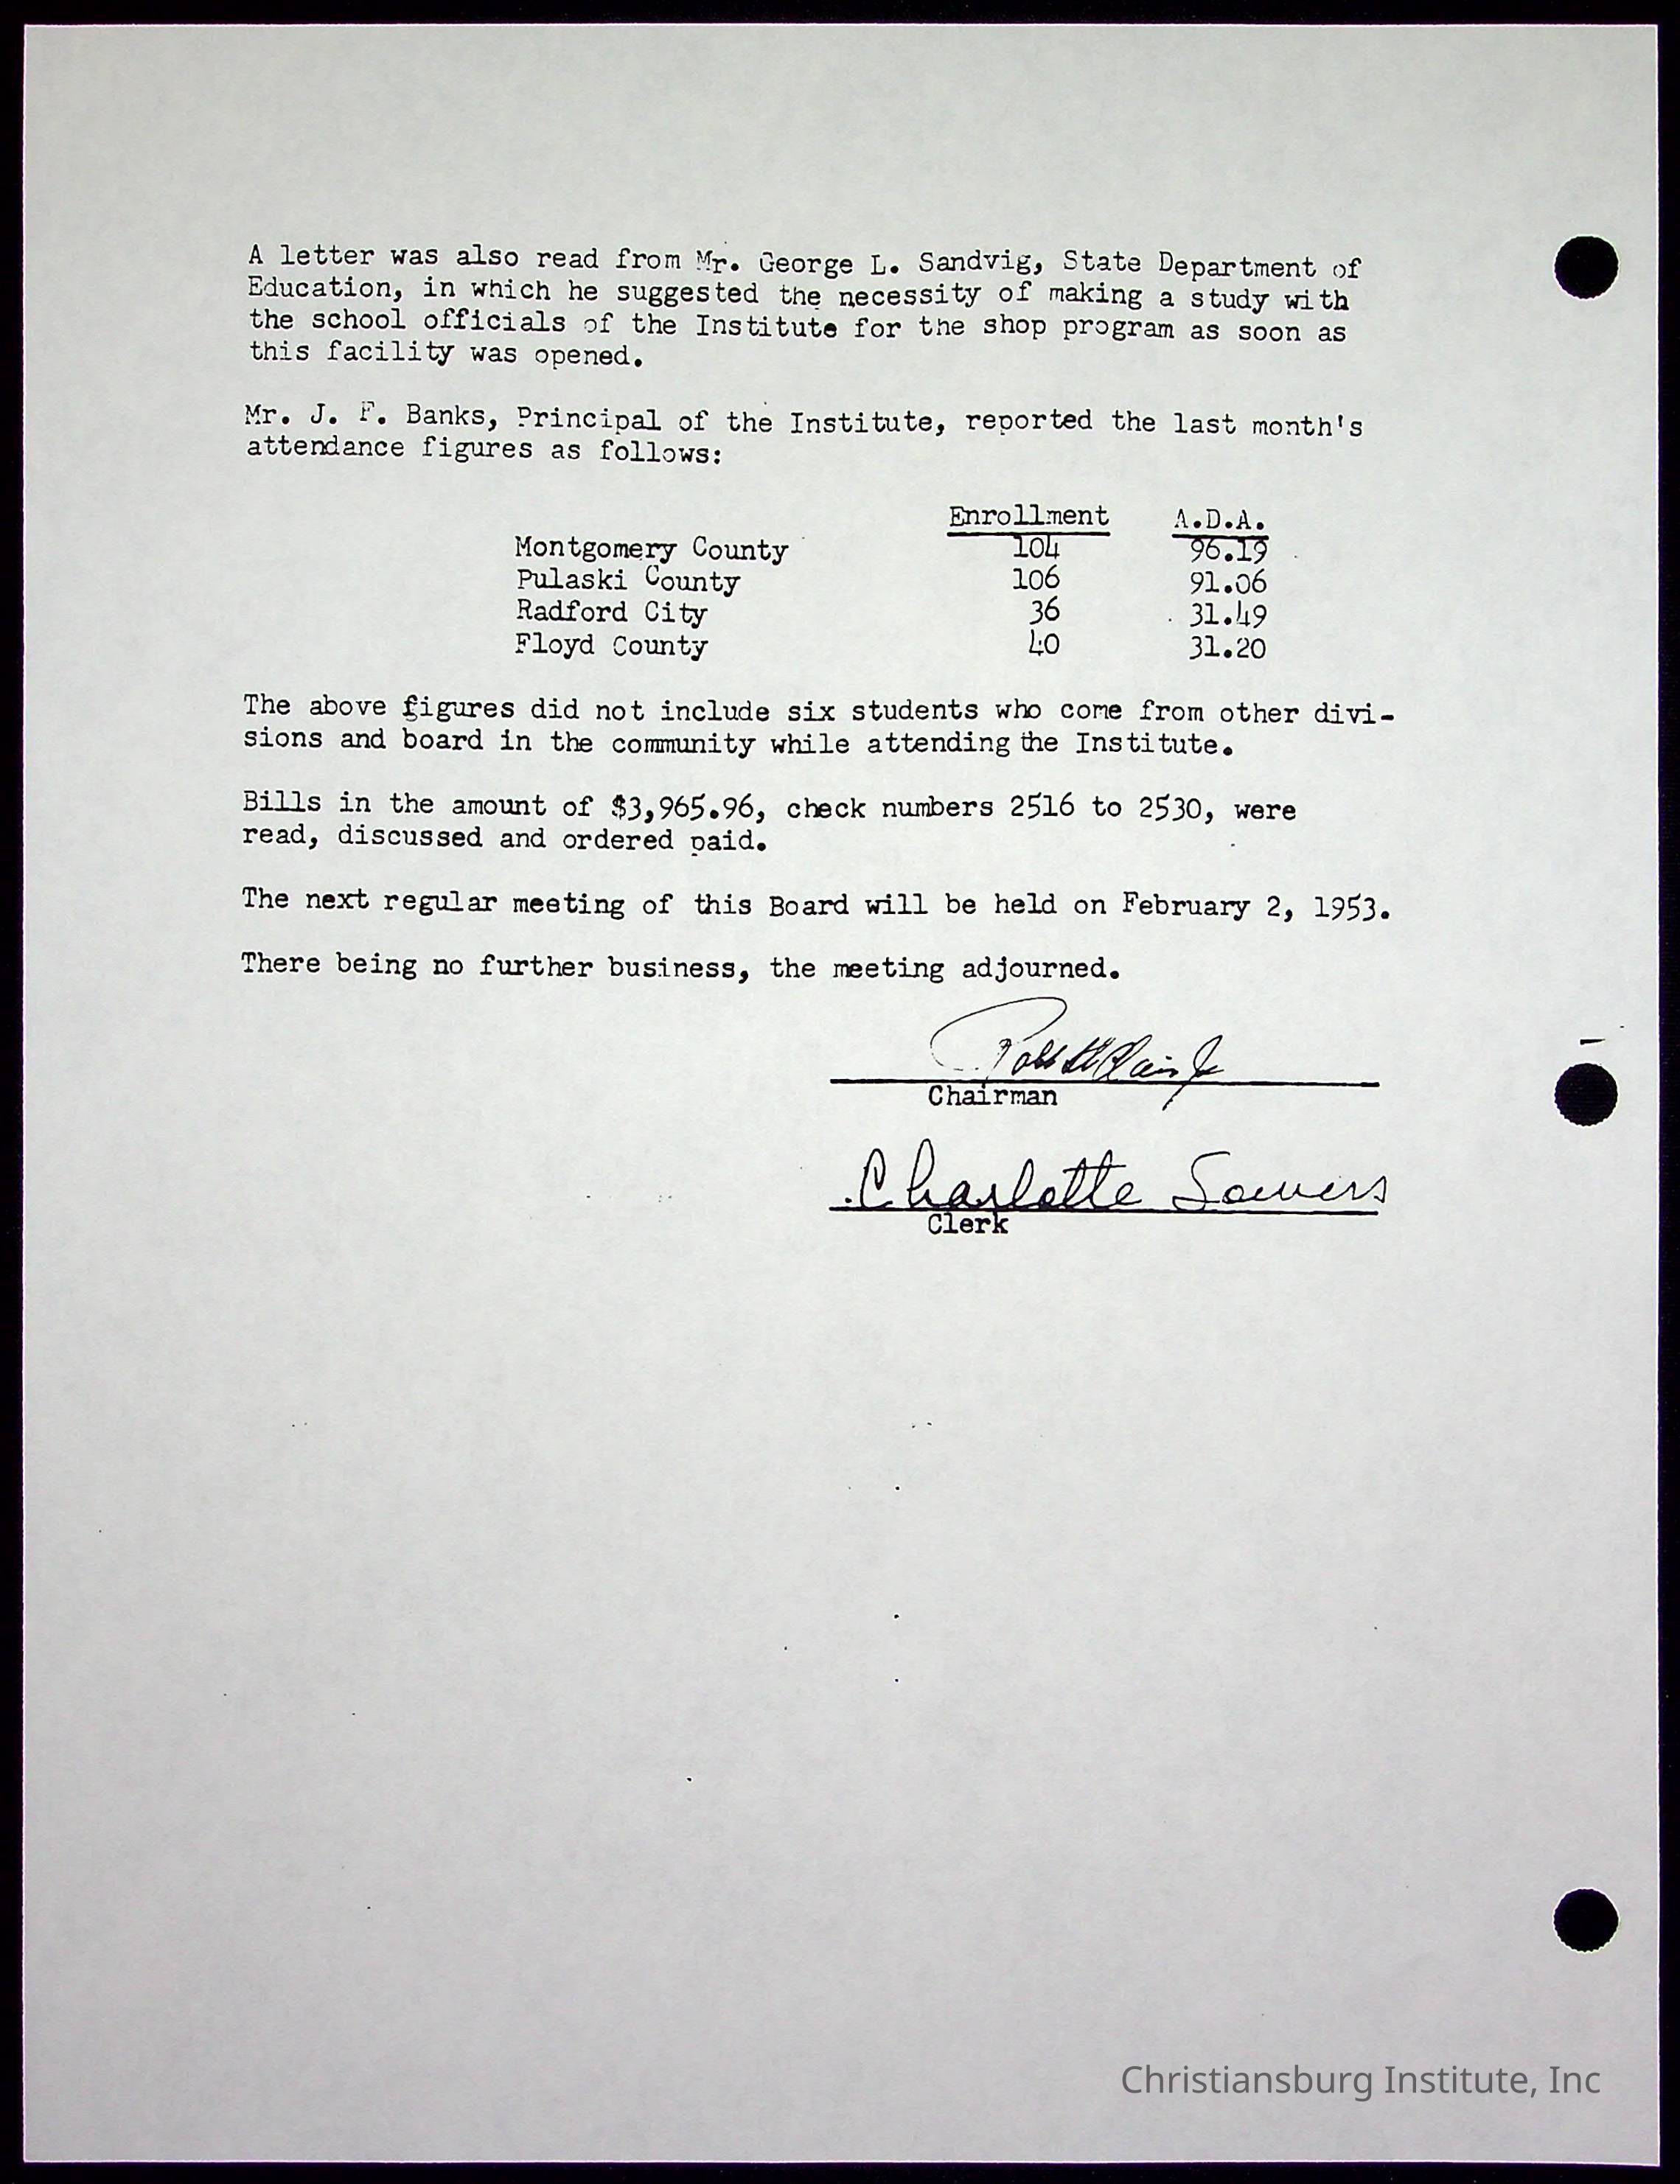 A letter was also read from Mr. George L. Sandvig, State Department of
Education, in which he suggested the necessity of making a study with
the school officials of the Institute for the shop program as soon as
this facility was opened.
Mr. J. F. Banks, Principal of the Institute, reported the last month's
attendance figures as follows:
Enrollment A.D.A.
Montgomery County 104 96.19
Pulaski County 106 91.06
Radford City 36 31.49
Floyd County 40 31.20
The above figures did not include six students who come from other divi-
sions and board in the community while attending the Institute.
Bills in the amount of $3,965.96, check numbers 2516 to 2530, were
read, discussed and ordered paid.
The next regular meeting of this Board will be held on February 2, 1953.
There being no further business, the meeting adjourned.
Chairman
Charlotte Sowers
Clerk
Christiansburg Institute, Inc